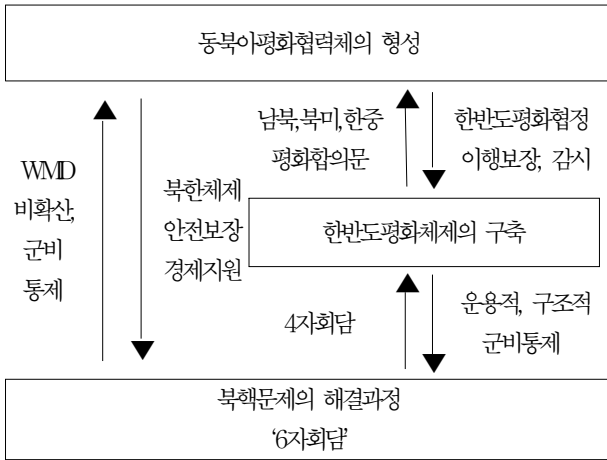 동북아평화협력체의 형성
남북,북미,한중
평화합의문
한반도평화협정
이행보장, 감시
WMD
비확산,
군비
통제
북한체제
안전보장
경제지원
한반도평화체제의 구축
4자회담
운용적, 구조적
군비통제
북핵문제의 해결과정
‘6자회담’